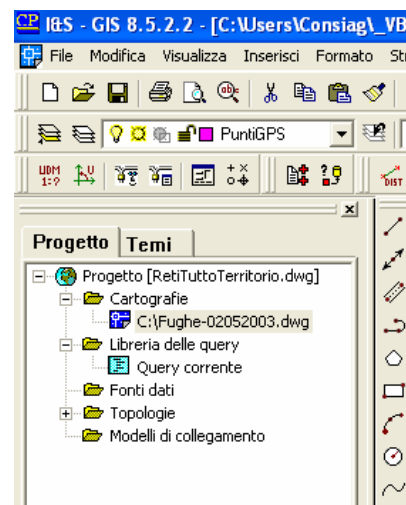 CP I&S - GIS 8.5.2.2 - [C:\Users\Consiag\_VB
File Modifica Visualizza Inserisci Formato St
PuntiGPS
UDM
1:? U
DIST
Progetto Temi
Progetto [RetiTuttoTerritorio.dwg]
Cartografie
C:\Fughe-02052003.dwg
Libreria delle query
Query corrente
Fonti dati
Topologie
Modelli di collegamento